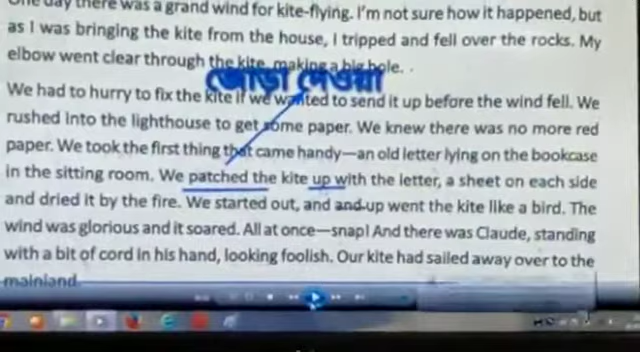 One day there was a grand wind for kite-flying. I'm not sure how it happened, but
as I was bringing the kite from the house, I tripped and fell over the rocks. My
elbow went clear through the kite, making a big hole. .
জোড়া দেওয়া
We had to hurry to fix the kite if we wanted to send it up before the wind fell. We
rushed into the lighthouse to get some paper. We knew there was no more red
paper. We took the first thing that came handy—an old letter lying on the bookcase
in the sitting room. We patched the kite up with the letter, a sheet on each side
and dried it by the fire. We started out, and and up went the kite like a bird. The
wind was glorious and it soared. All at once—snap! And there was Claude, standing
with a bit of cord in his hand, looking foolish. Our kite had sailed away over to the
mainland.